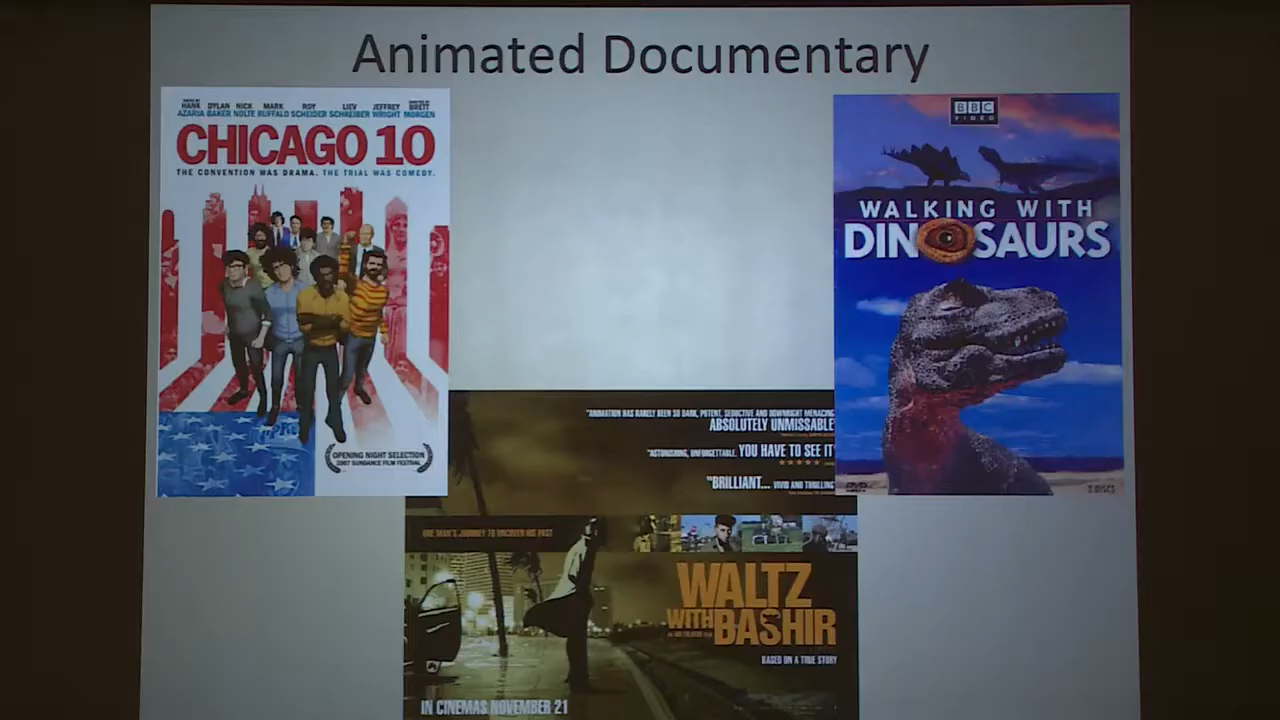 Animated Documentary
HANK DYLAN NICK MARK ROY LIEV JEFFREY BRETT
AZARIA BAKER NOLTE RUFFALO SCHEIDER SCHREIBER WRIGHT MORGEN
CHICAGO 10
THE CONVENTION WAS DRAMA. THE TRIAL WAS COMEDY.
OPENING NIGHT SELECTION
2007 SUNDANCE FILM FESTIVAL
BBC
VIDEO
WALKING WITH
DINOSAURS
"ANIMATION HAS RARELY BEEN SO DARK, POTENT, SEDUCTIVE AND DOWNRIGHT MENACING
ABSOLUTELY UNMISSABLE
"ASTONISHING, UNFORGETTABLE. YOU HAVE TO SEE IT
"BRILLIANT... VIVID AND THRILLING
ONE MAN'S JOURNEY TO UNCOVER HIS PAST
WALTZ
WITH BASHIR
BASED ON A TRUE STORY
IN CINEMAS NOVEMBER 21